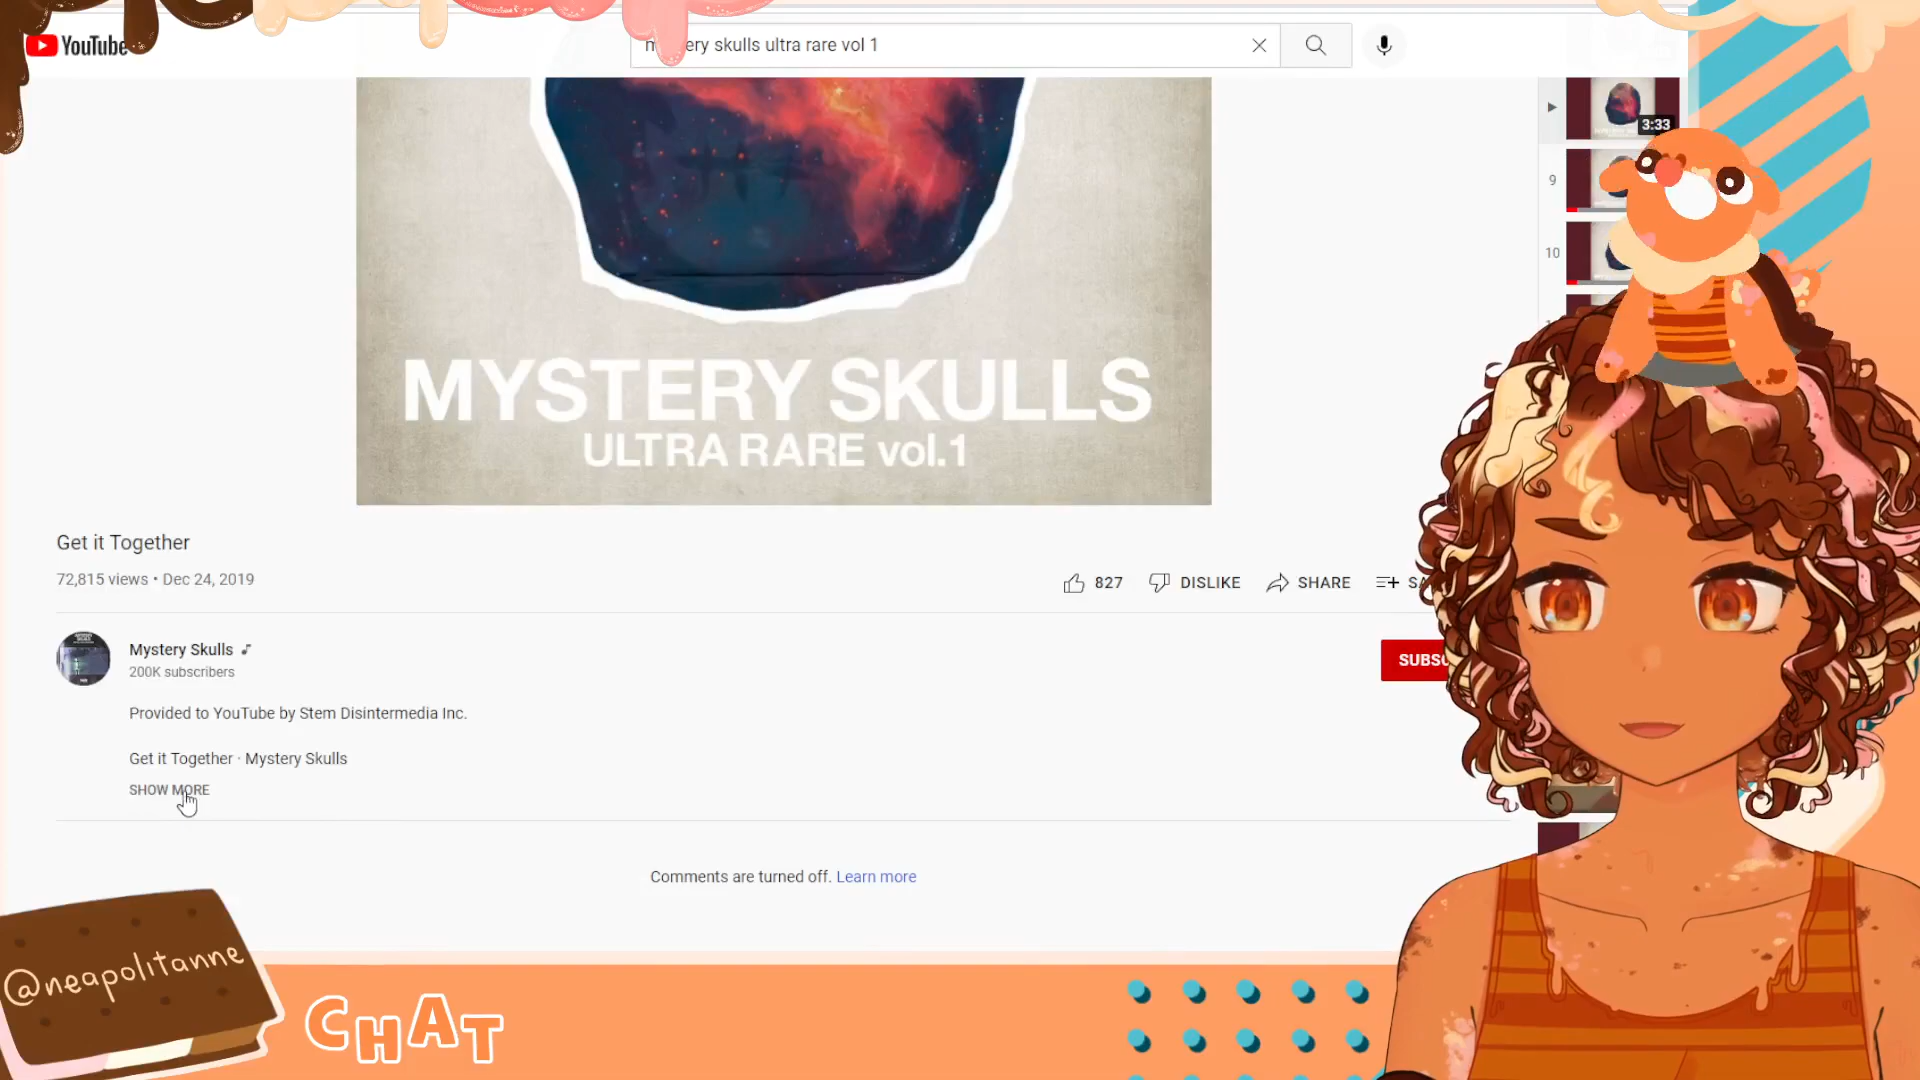 YouTube
ery skulls ultra rare vol 1
3:33
9
10
MYSTERY SKULLS
ULTRA RARE vol.1
Get it Together
72,815 views • Dec 24, 2019
827
DISLIKE
SHARE
Mystery Skulls
200K subscribers
Provided to YouTube by Stem Disintermedia Inc.
Get it Together · Mystery Skulls
SHOW MORE
Comments are turned off. Learn more
@neapolitanne
CHAT